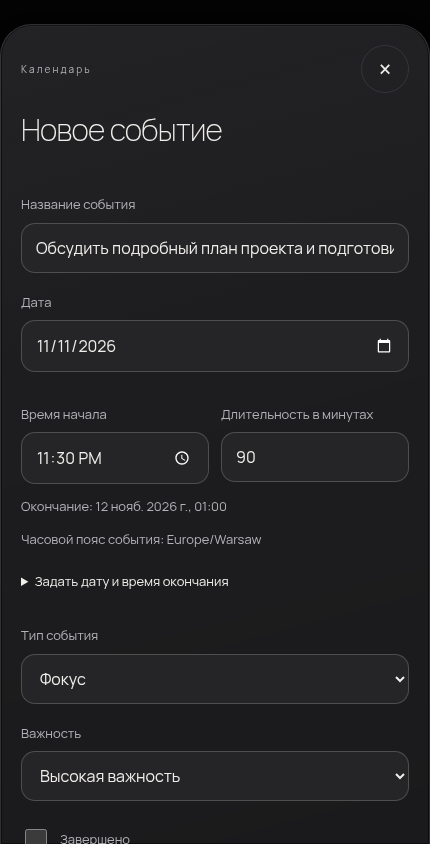 Календарь
Новое событие
Название события
Обсудить подробный план проекта и подготови
Дата
11/11/2026
Время начала
Длительность в минутах
11:30 PM
90
Окончание: 12 нояб. 2026 г., 01:00
Часовой пояс события: Europe/Warsaw
Задать дату и время окончания
Тип события
Фокус
Важность
Высокая важность
Завершено